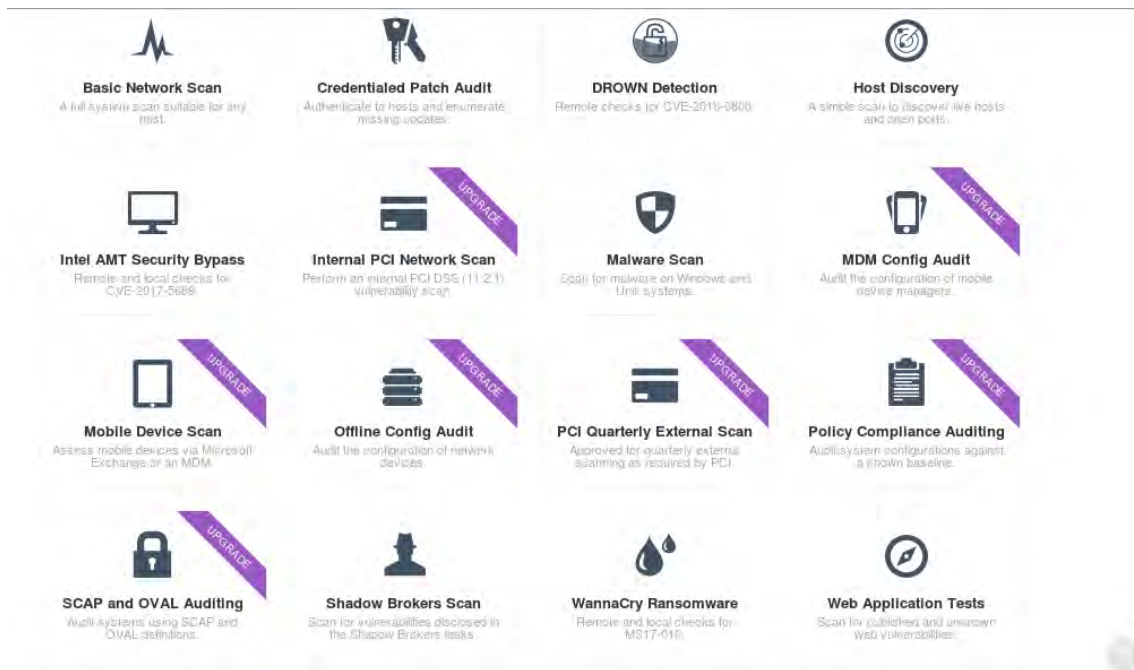 Basic Network Scan
A full system scan suitable for any
host.
Credentialed Patch Audit
Authenticate to hosts and enumerate
missing updates.
DROWN Detection
Remote checks for CVE-2016-0800.
Host Discovery
A simple scan to discover live hosts
and open ports.
Intel AMT Security Bypass
Remote and local checks for
CVE-2017-5689.
UPGRADE
Internal PCI Network Scan
Perform an internal PCI DSS (11.2.1)
vulnerability scan.
Malware Scan
Scan for malware on Windows and
Unix systems.
UPGRADE
MDM Config Audit
Audit the configuration of mobile
device managers.
UPGRADE
Mobile Device Scan
Assess mobile devices via Microsoft
Exchange or an MDM.
UPGRADE
Offline Config Audit
Audit the configuration of network
devices.
UPGRADE
PCI Quarterly External Scan
Approved for quarterly external
scanning as required by PCI.
UPGRADE
Policy Compliance Auditing
Audit system configurations against
a known baseline.
UPGRADE
SCAP and OVAL Auditing
Audit systems using SCAP and
OVAL definitions.
Shadow Brokers Scan
Scan for vulnerabilities disclosed in
the Shadow Brokers leaks.
WannaCry Ransomware
Remote and local checks for
MS17-010.
Web Application Tests
Scan for published and unknown
web vulnerabilities.